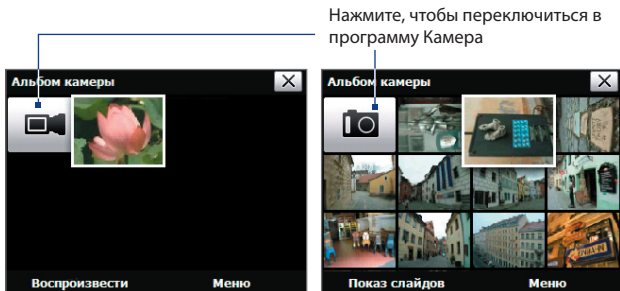 Нажмите, чтобы переключиться в
программу Камера
Альбом камеры
Воспроизвести Меню
Альбом камеры
Показ слайдов Меню